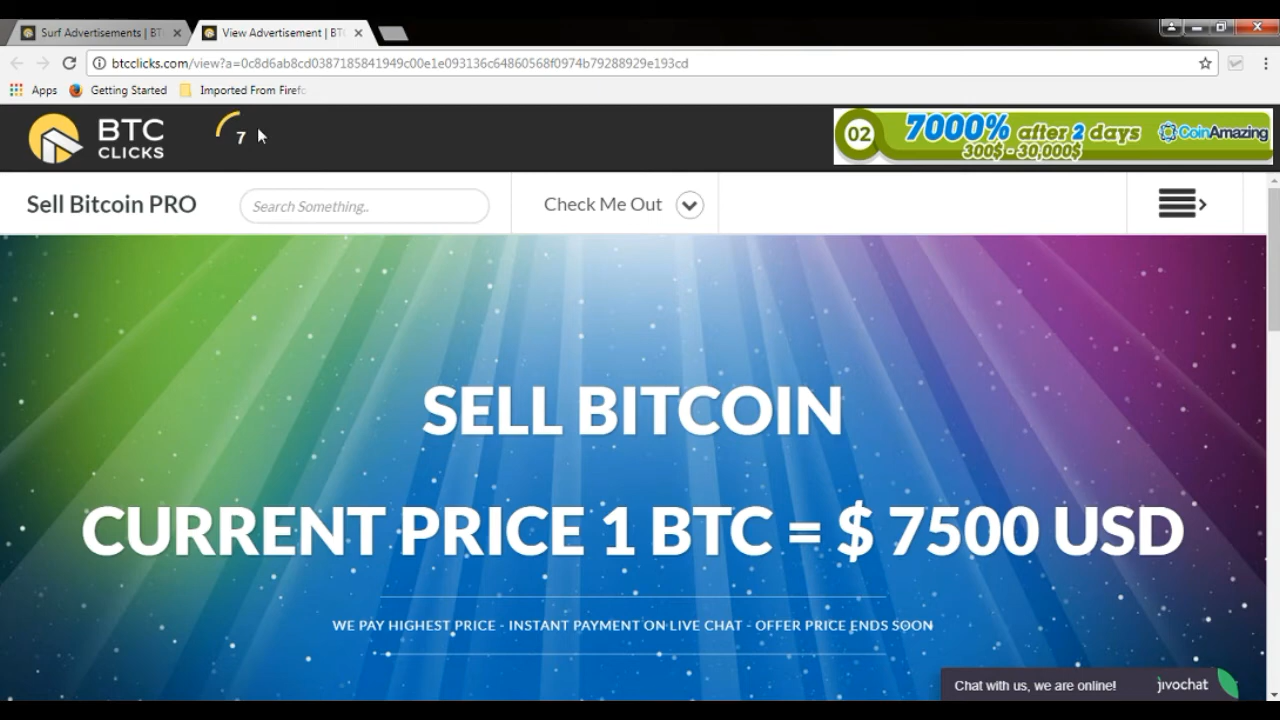 Surf Advertisements | BT
View Advertisement | BTC
btcclicks.com/view?a=0c8d6ab8cd0387185841949c00e1e093136c64860568f0974b79288929e193cd
Apps
Getting Started
Imported From Firefo
BTC
CLICKS
7
02
7000% after 2 days
300$ - 30,000$
CoinAmazing
Sell Bitcoin PRO
Search Something..
Check Me Out
SELL BITCOIN
CURRENT PRICE 1 BTC = $ 7500 USD
WE PAY HIGHEST PRICE - INSTANT PAYMENT ON LIVE CHAT - OFFER PRICE ENDS SOON
Chat with us, we are online!
jivochat